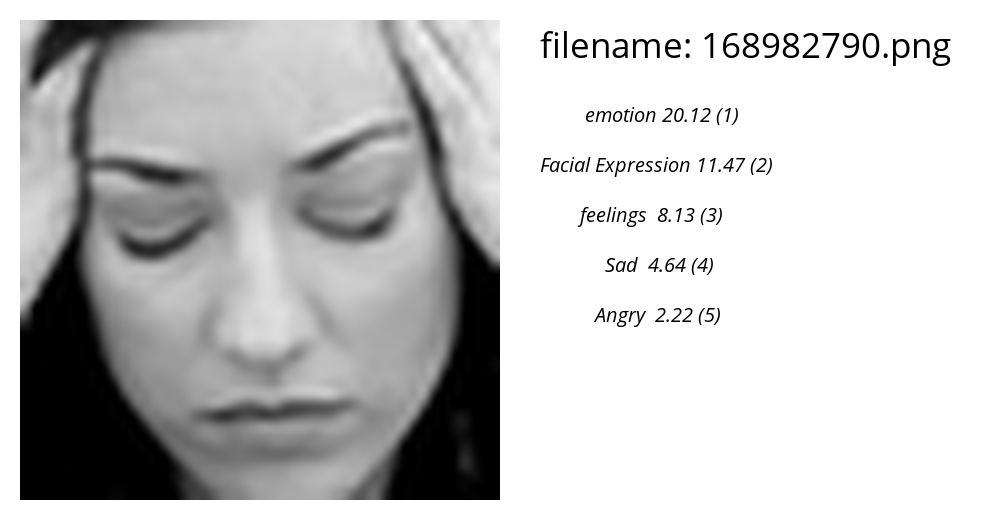 filename: 168982790.png
emotion 20.12 (1)
Facial Expression 11.47 (2)
feelings 8.13 (3)
Sad 4.64 (4)
Angry 2.22 (5)